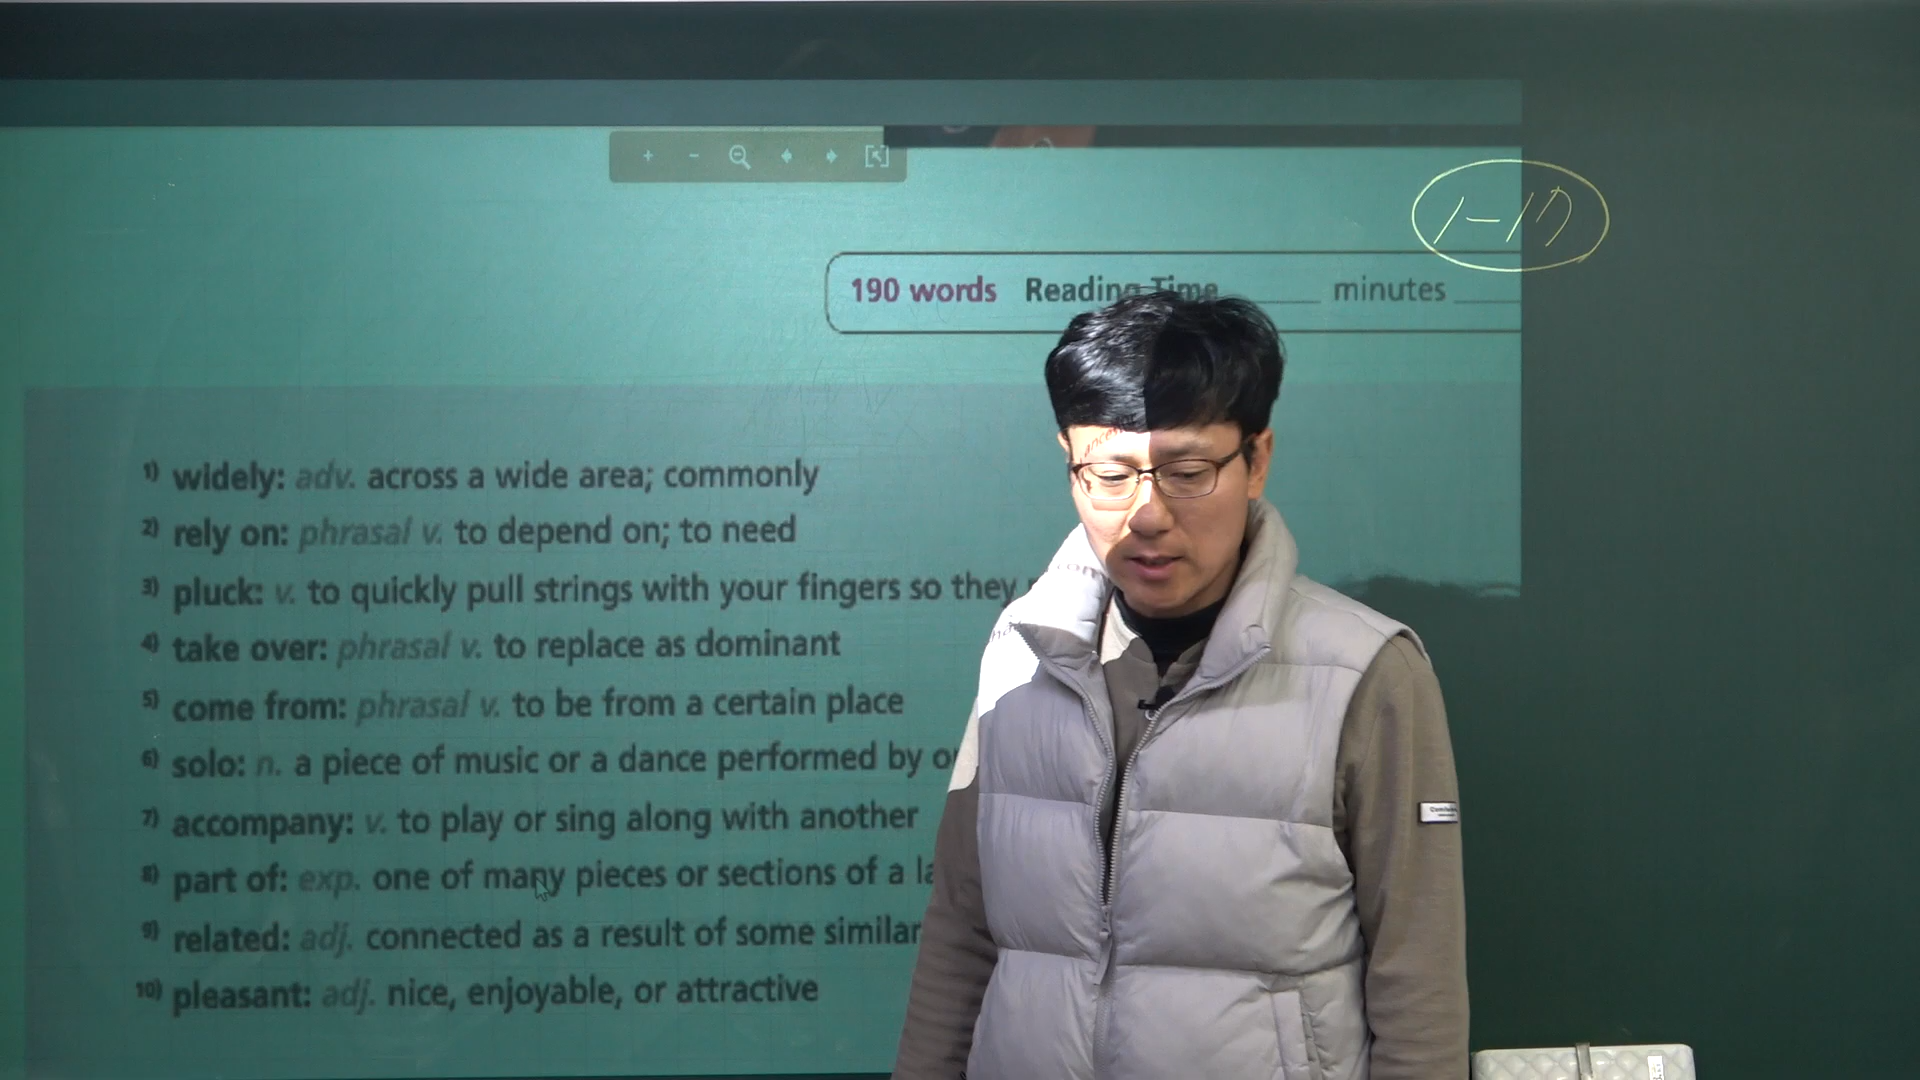 1-17
190 words Reading Time ____ minutes ____
1) widely: adv. across a wide area; commonly
2) rely on: phrasal v. to depend on; to need
3) pluck: v. to quickly pull strings with your fingers so they
4) take over: phrasal v. to replace as dominant
5) come from: phrasal v. to be from a certain place
6) solo: n. a piece of music or a dance performed by
7) accompany: v. to play or sing along with another
8) part of: exp. one of many pieces or sections of a
9) related: adj. connected as a result of some similar
10) pleasant: adj. nice, enjoyable, or attractive